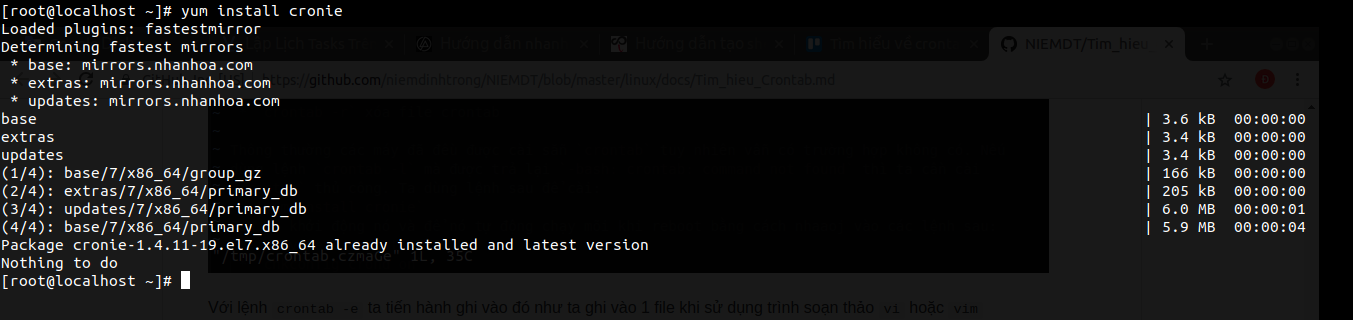 [root@localhost ~]# yum install cronie
Loaded plugins: fastestmirror
Determining fastest mirrors
 * base: mirrors.nhanhoa.com
 * extras: mirrors.nhanhoa.com
 * updates: mirrors.nhanhoa.com
base | 3.6 kB 00:00:00
extras | 3.4 kB 00:00:00
updates | 3.4 kB 00:00:00
(1/4): base/7/x86_64/group_gz | 166 kB 00:00:00
(2/4): extras/7/x86_64/primary_db | 205 kB 00:00:00
(3/4): updates/7/x86_64/primary_db | 6.0 MB 00:00:01
(4/4): base/7/x86_64/primary_db | 5.9 MB 00:00:04
Package cronie-1.4.11-19.el7.x86_64 already installed and latest version
Nothing to do
[root@localhost ~]#
Lịch Tasks
Hướng dẫn
Hướng dẫn tạo
Tìm hiểu về cron
NIEMDT/Tim_hieu
https://github.com/niemdinhtrong/NIEMDT/blob/master/linux/docs/Tim_hieu_Crontab.md
D
1L, 35C
Với lệnh crontab -e ta tiến hành ghi vào đó như ta ghi vào 1 file khi sử dụng trình soạn thảo vi hoặc vim